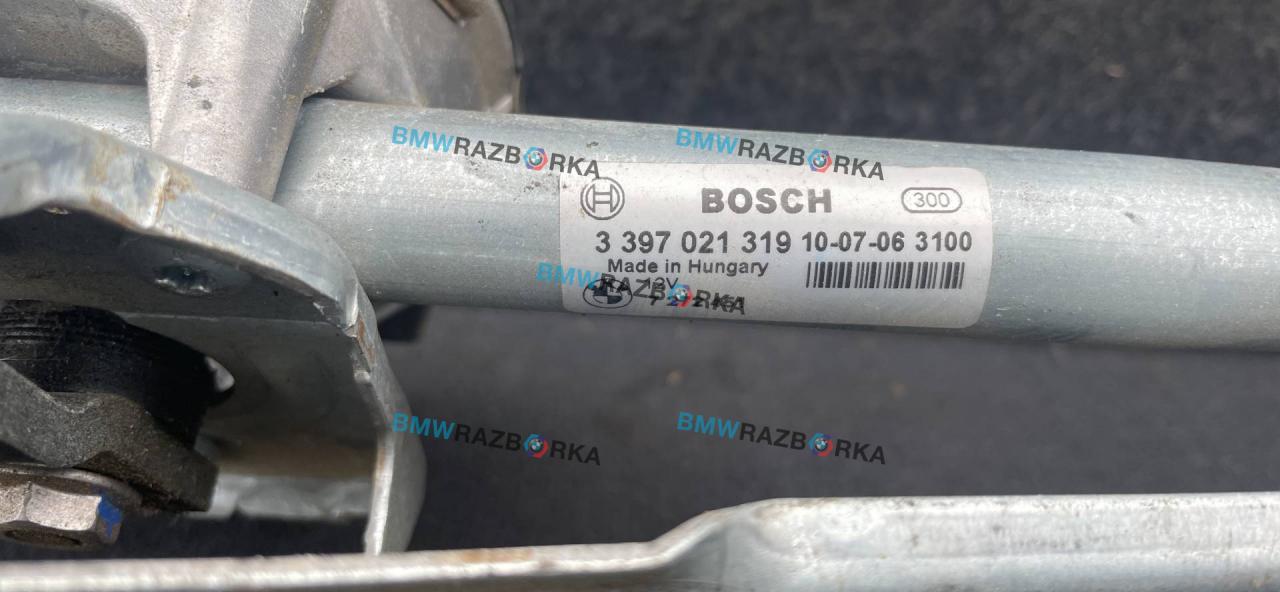 BMWRAZBORKA
BMWRAZBORKA
BOSCH 300
3 397 021 319 10-07-06 3100
Made in Hungary
12V
BMWRAZBORKA
BMWRAZBORKA
BMWRAZBORKA